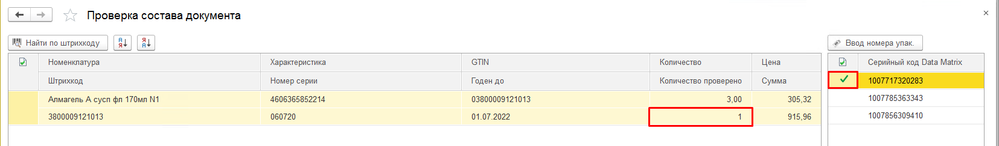 Проверка состава документа
Найти по штрихкоду
Ввод номера упак.
Номенклатура Характеристика GTIN Количество Цена
Штрихкод Номер серии Годен до Количество проверено Сумма
Алмагель А сусп фл 170мл N1 4606365852214 03800009121013 3,00 305,32
3800009121013 060720 01.07.2022 1 915,96
Серийный код Data Matrix
1007717320283
1007785363343
1007856309410